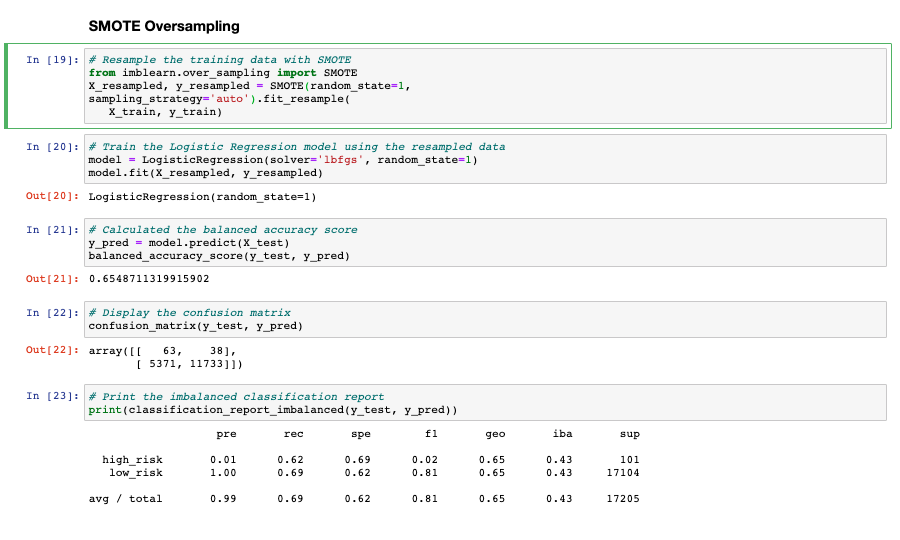 SMOTE Oversampling
In [19]: # Resample the training data with SMOTE
from imblearn.over_sampling import SMOTE
X_resampled, y_resampled = SMOTE(random_state=1,
sampling_strategy='auto').fit_resample(
   X_train, y_train)
In [20]: # Train the Logistic Regression model using the resampled data
model = LogisticRegression(solver='lbfgs', random_state=1)
model.fit(X_resampled, y_resampled)
Out[20]: LogisticRegression(random_state=1)
In [21]: # Calculated the balanced accuracy score
y_pred = model.predict(X_test)
balanced_accuracy_score(y_test, y_pred)
Out[21]: 0.6548711319915902
In [22]: # Display the confusion matrix
confusion_matrix(y_test, y_pred)
Out[22]: array([[   63,    38],
       [ 5371, 11733]])
In [23]: # Print the imbalanced classification report
print(classification_report_imbalanced(y_test, y_pred))
pre rec spe f1 geo iba sup
high_risk 0.01 0.62 0.69 0.02 0.65 0.43 101
low_risk 1.00 0.69 0.62 0.81 0.65 0.43 17104
avg / total 0.99 0.69 0.62 0.81 0.65 0.43 17205